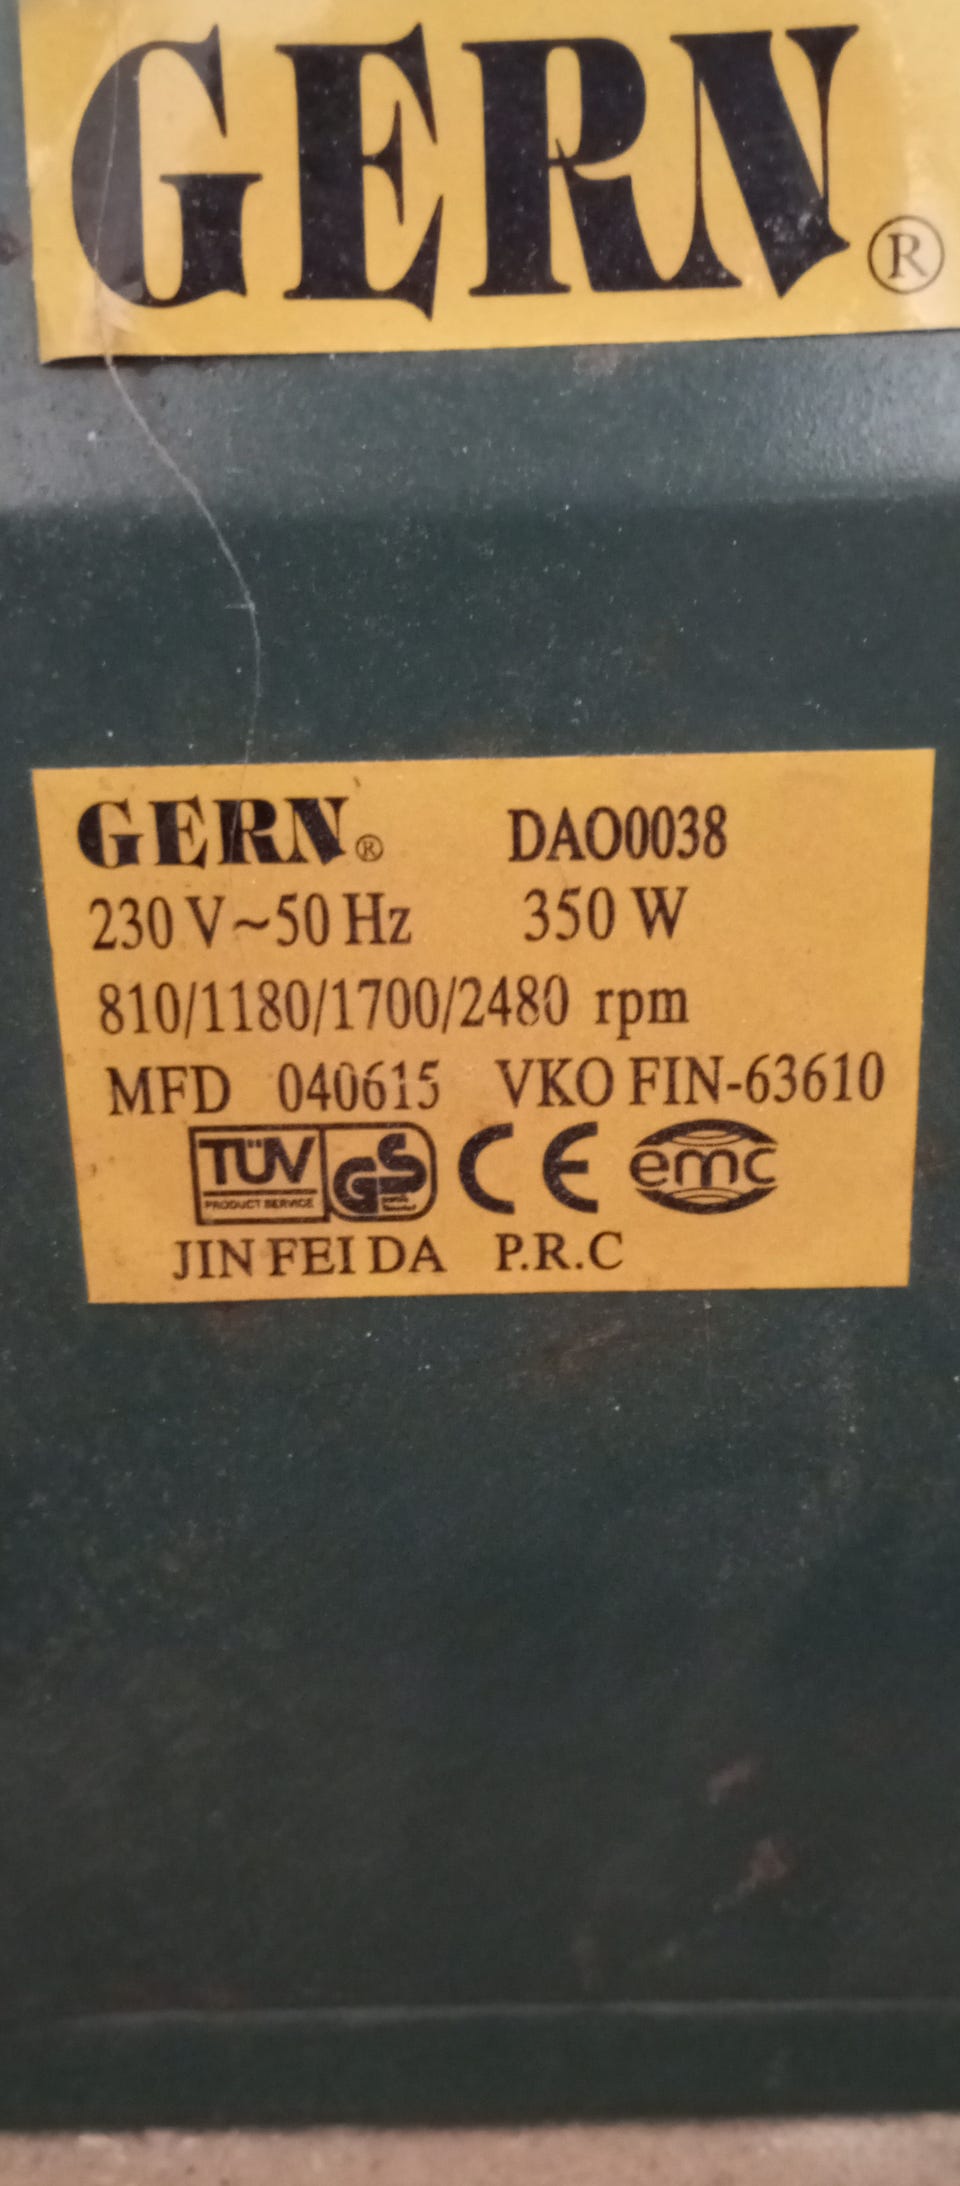 GERN®
GERN® DAO0038
230 V~50 Hz 350 W
810/1180/1700/2480 rpm
MFD 040615 VKO FIN-63610
TÜV PRODUCT SERVICE GS CE emc
JIN FEI DA P.R.C